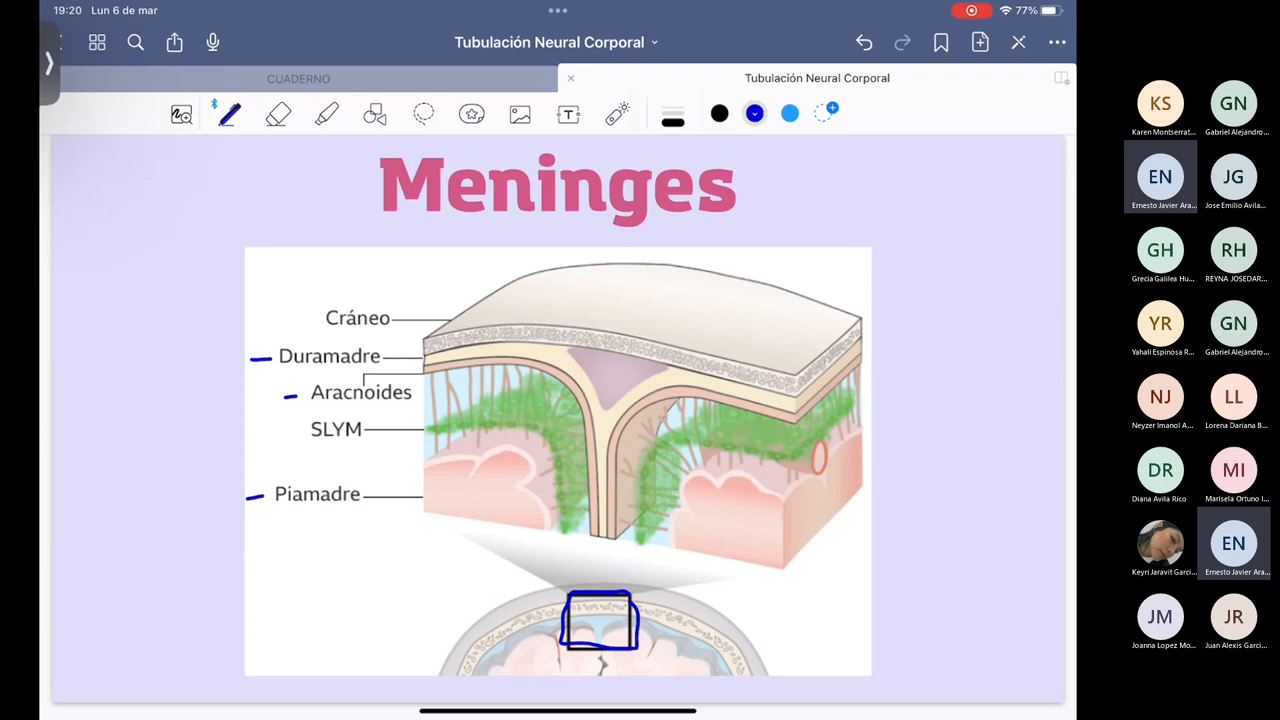 19:20 Lun 6 de mar
77%
Tubulación Neural Corporal
CUADERNO
Tubulación Neural Corporal
Meninges
Cráneo
Duramadre
Aracnoides
SLYM
Piamadre
KS GN
Karen Montserrat... Gabriel Alejandro...
EN JG
Ernesto Javier Ara... Jose Emilio Avila...
GH RH
Grecia Galilea Hu... REYNA JOSEDAR...
YR GN
Yahali Espinosa R... Gabriel Alejandro...
NJ LL
Neyzer Imanol A... Lorena Dariana B...
DR MI
Diana Avila Rico Marisela Ortuno I...
EN
Keyri Jaravit Garci... Ernesto Javier Ara...
JM JR
Joanna Lopez Mo... Juan Alexis Garci...